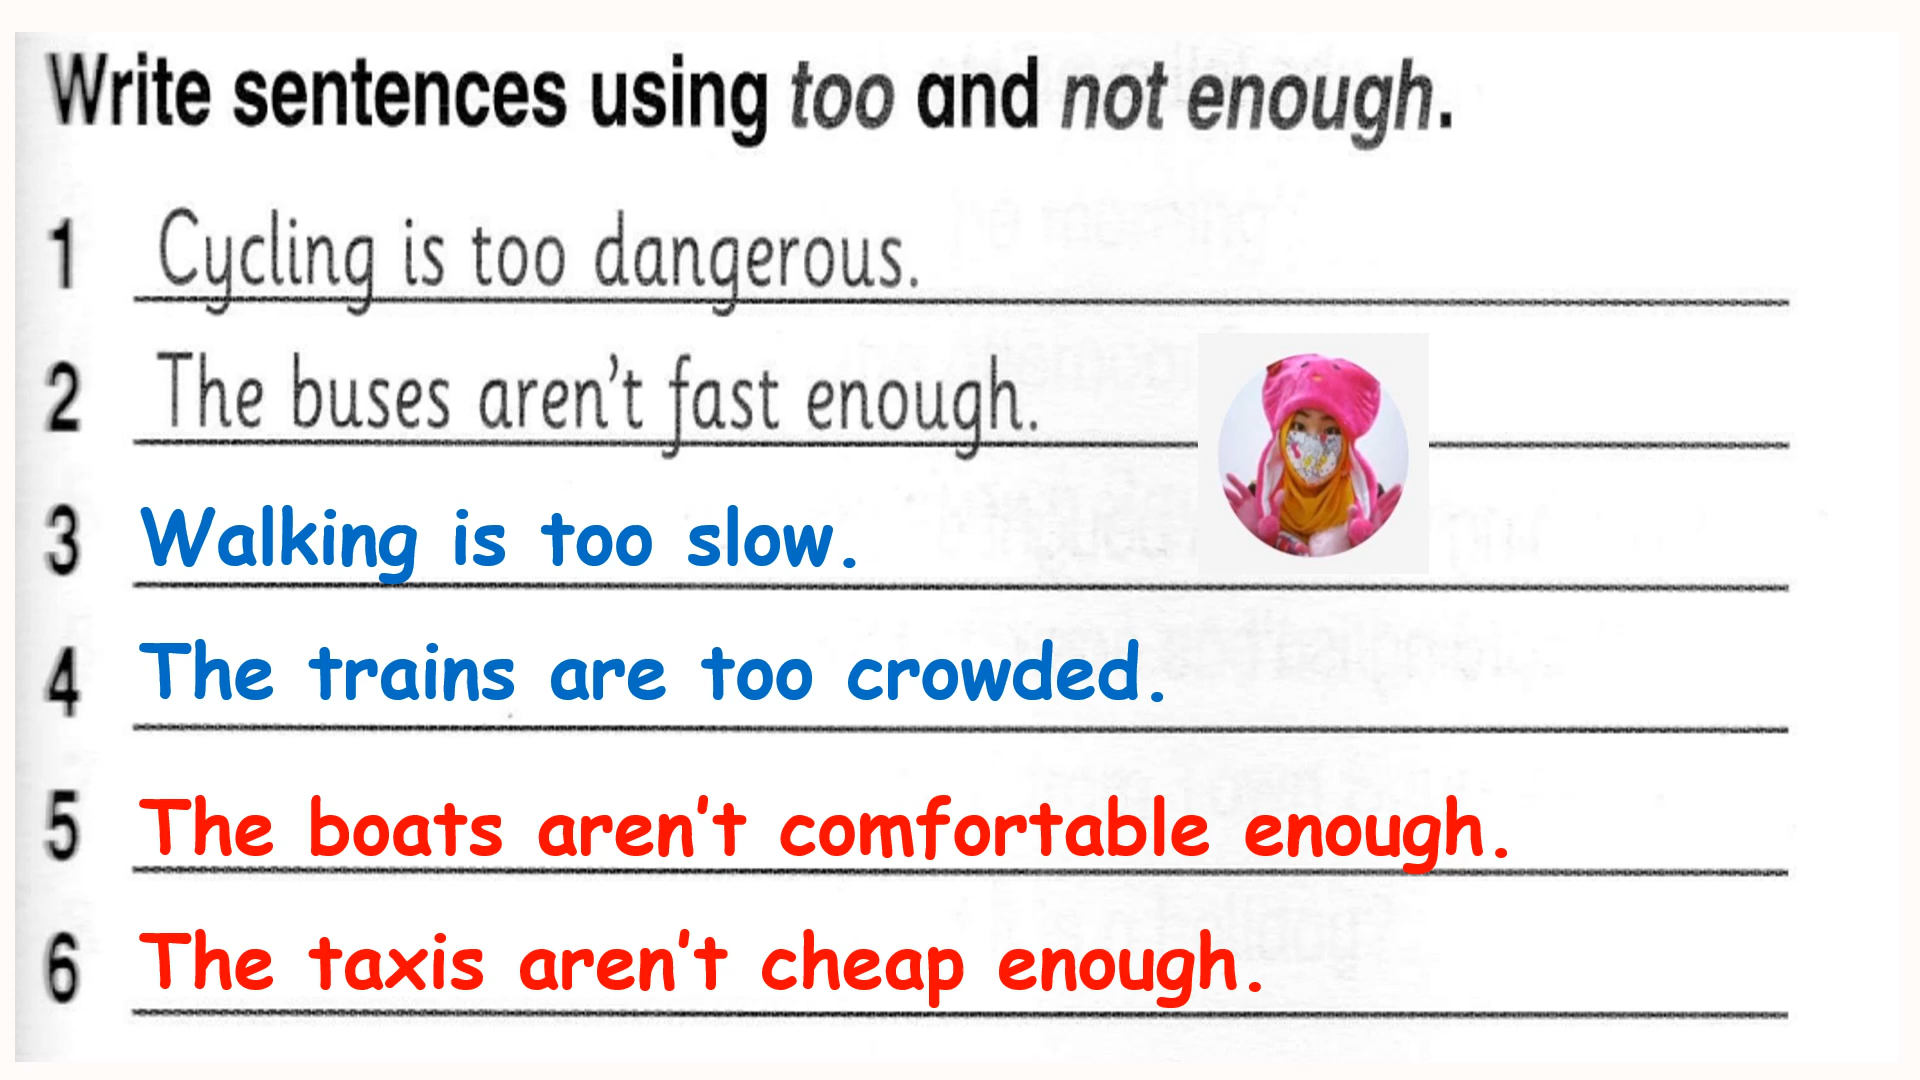 Write sentences using too and not enough.
1 Cycling is too dangerous.
2 The buses aren't fast enough.
3 Walking is too slow.
4 The trains are too crowded.
5 The boats aren't comfortable enough.
6 The taxis aren't cheap enough.